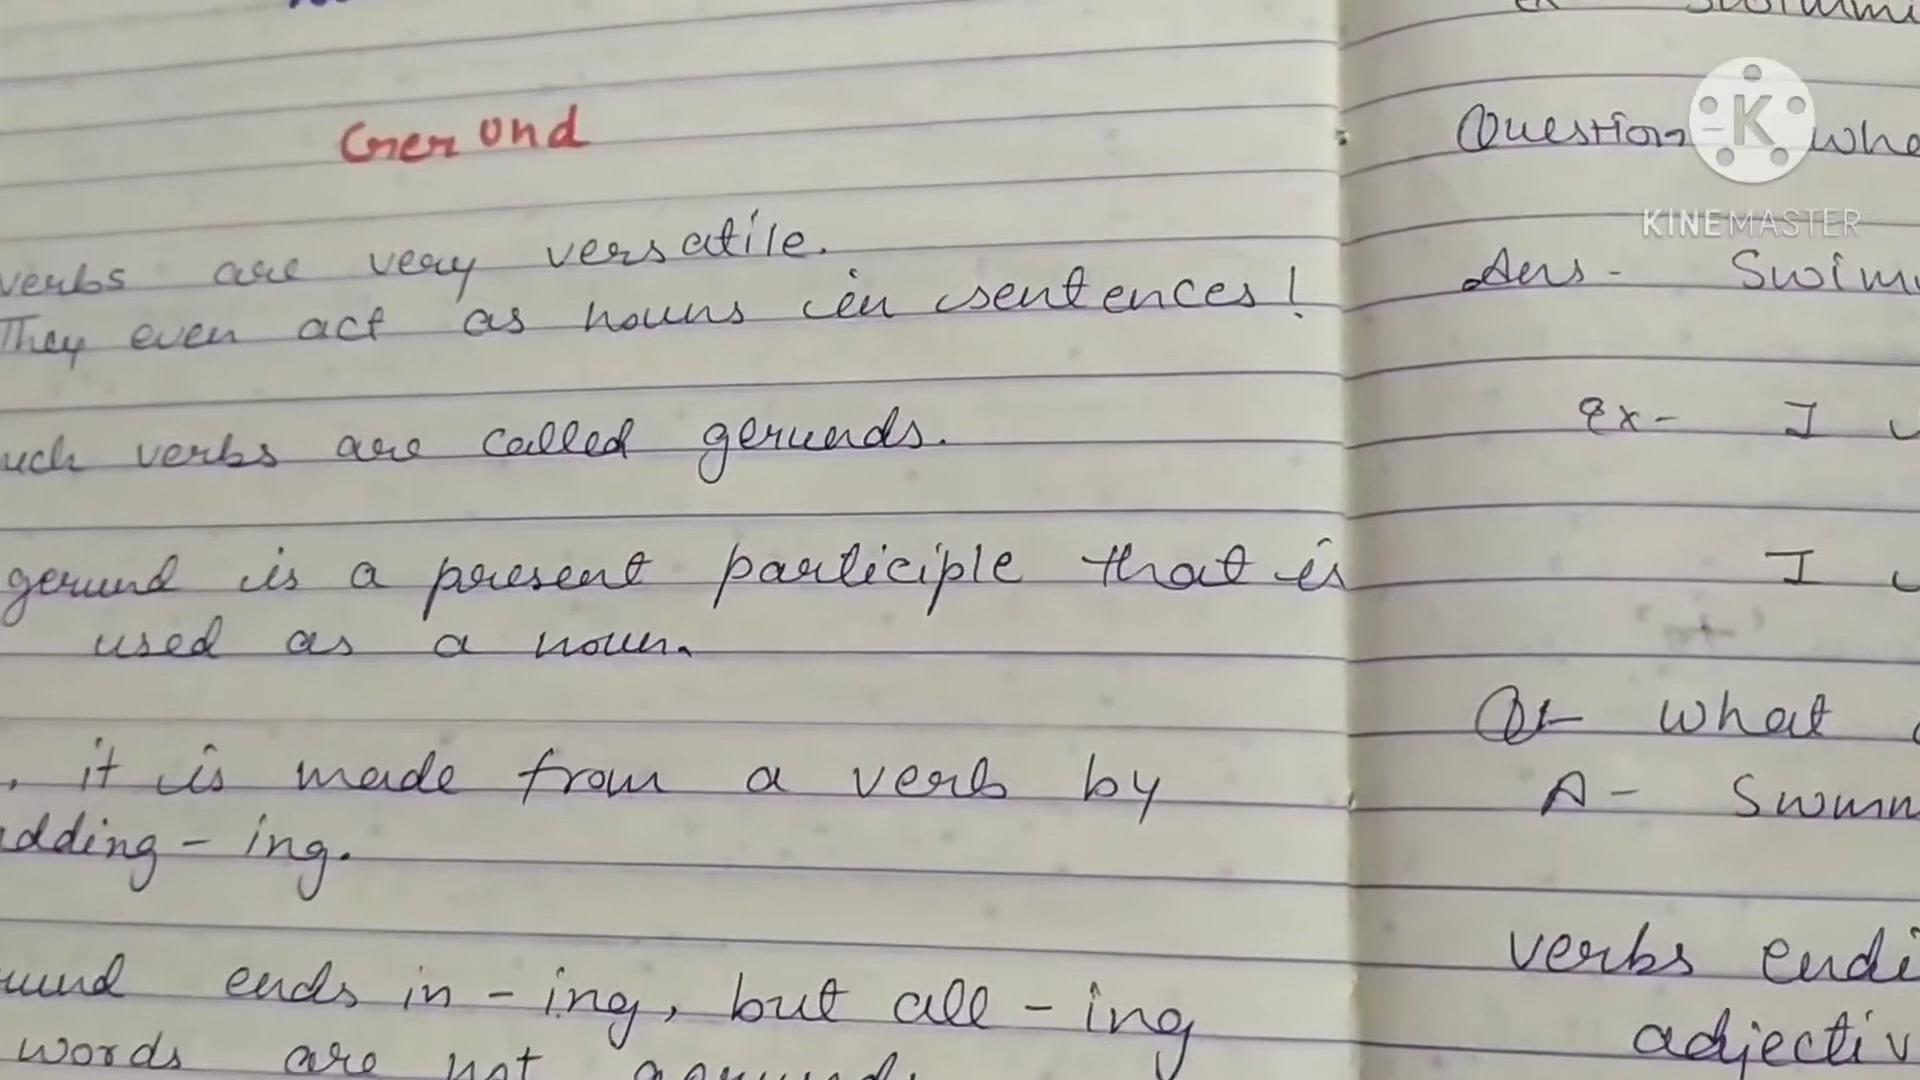 Gerund
verbs are very versatile.
They even act as nouns in sentences!
uch verbs are called gerunds.
gerund is a present participle that is
used as a noun.
, it is made from a verb by
dding - ing.
und ends in - ing, but all - ing
words are not
Question
KINEMASTER
Ans - Swim
ex - I
I
Q - what
A - Swimm
verbs endi
adjectiv